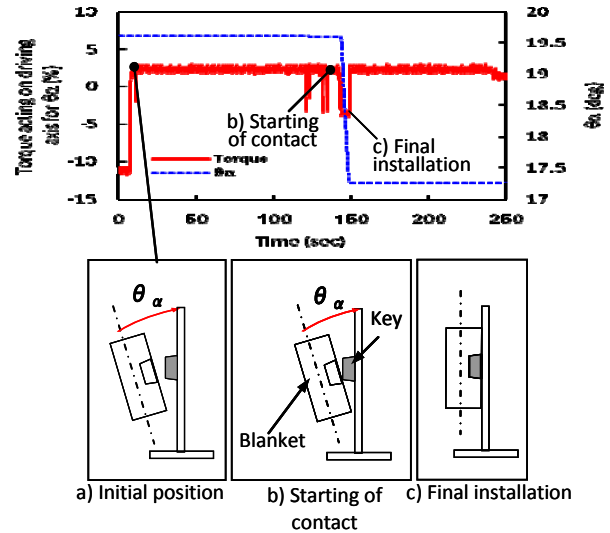 Torque acting on driving
axis for θα (%)
13
5
0
-5
-13
-15
20
19.5
19
18.5
18
17.5
17
θα (deg)
b) Starting
of contact
c) Final
installation
Torque
θα
0
50
100
150
200
250
Time (sec)
θ α
θ α
Key
Blanket
a) Initial position
b) Starting of
contact
c) Final installation